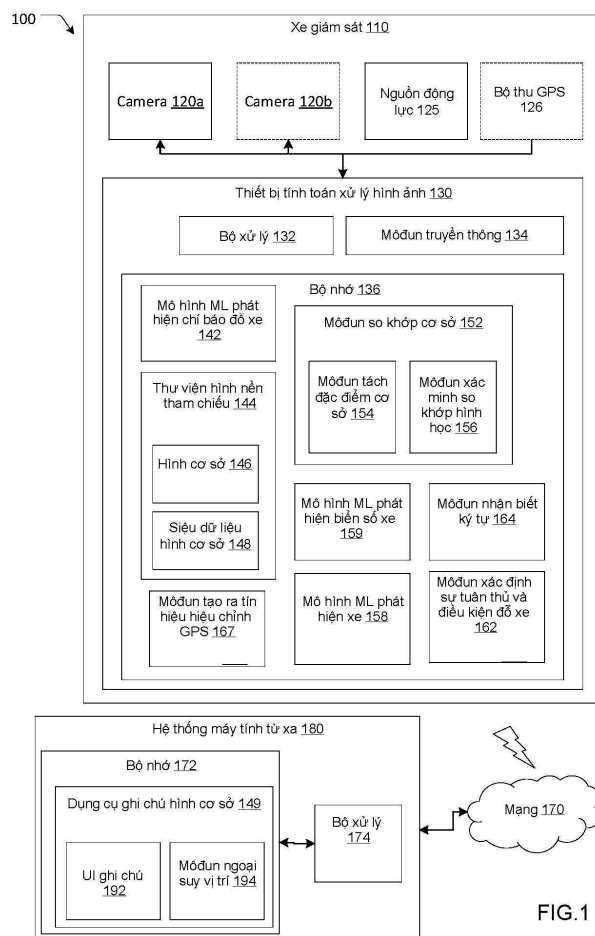 100
Xe giám sát 110
Camera 120a
Camera 120b
Nguồn động
lực 125
Bộ thu GPS
126
Thiết bị tính toán xử lý hình ảnh 130
Bộ xử lý 132
Môđun truyền thông 134
Bộ nhớ 136
Mô hình ML phát
hiện chỉ báo đỗ xe
142
Môđun so khớp cơ sở 152
Môđun tách
đặc điểm cơ
sở 154
Môđun xác
minh so
khớp hình
học 156
Thư viện hình nền
tham chiếu 144
Hình cơ sở 146
Siệu dữ liệu
hình cơ sở 148
Mô hình ML phát
hiện biển số xe
159
Môđun nhận biết
ký tự 164
Môđun tạo ra tín
hiệu hiệu chỉnh
GPS 167
Mô hình ML phát
hiện xe 158
Môđun xác định
sự tuân thủ và
điều kiện đỗ xe
162
Hệ thống máy tính từ xa 180
Bộ nhớ 172
Dụng cụ ghi chú hình cơ sở 149
UI ghi chú
192
Môđun ngoại
suy vị trí 194
Bộ xử lý
174
Mạng 170
FIG.1